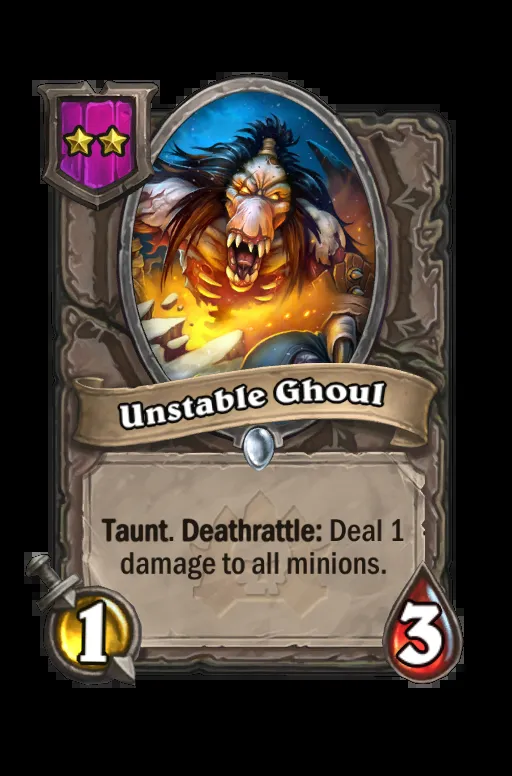 Unstable Ghoul
Taunt. Deathrattle: Deal 1
damage to all minions.
1
3